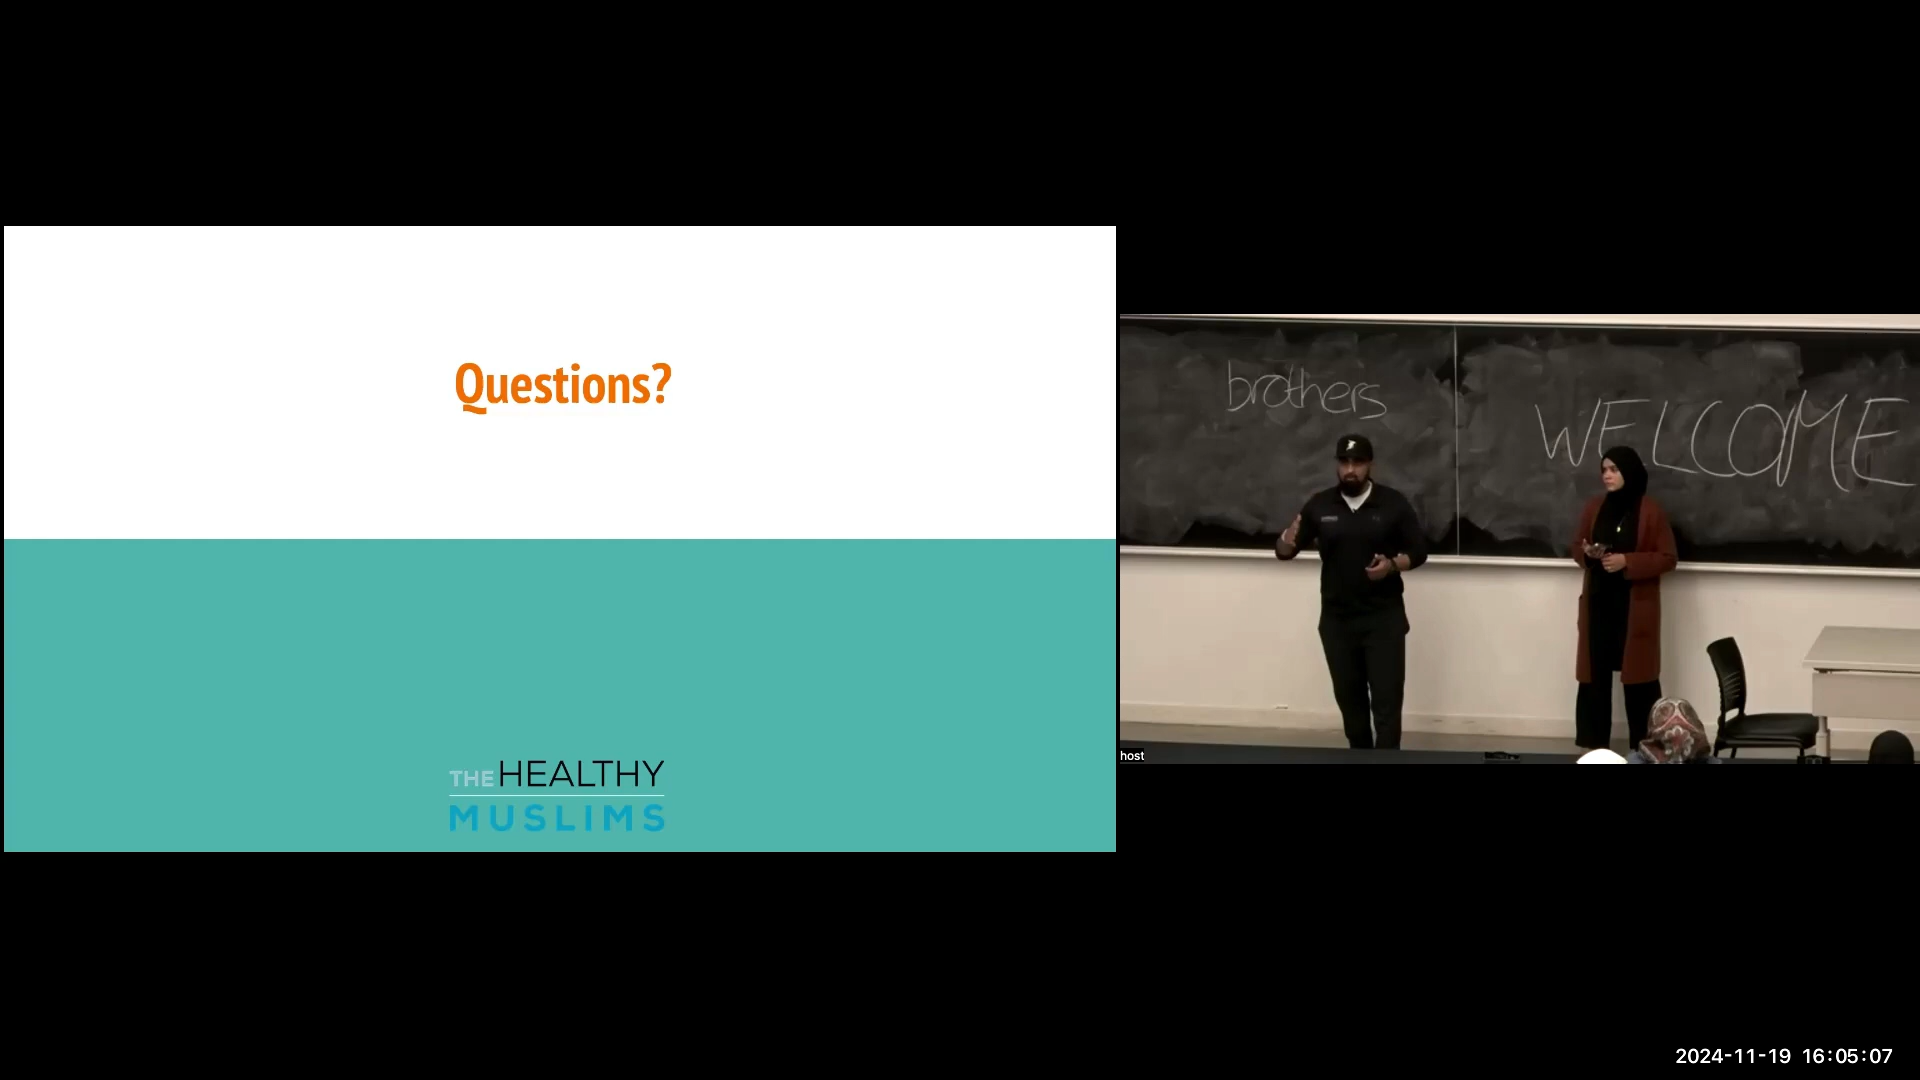 Questions?
THE HEALTHY
MUSLIMS
brothers
WELCOME
host
2024-11-19 16:05:07